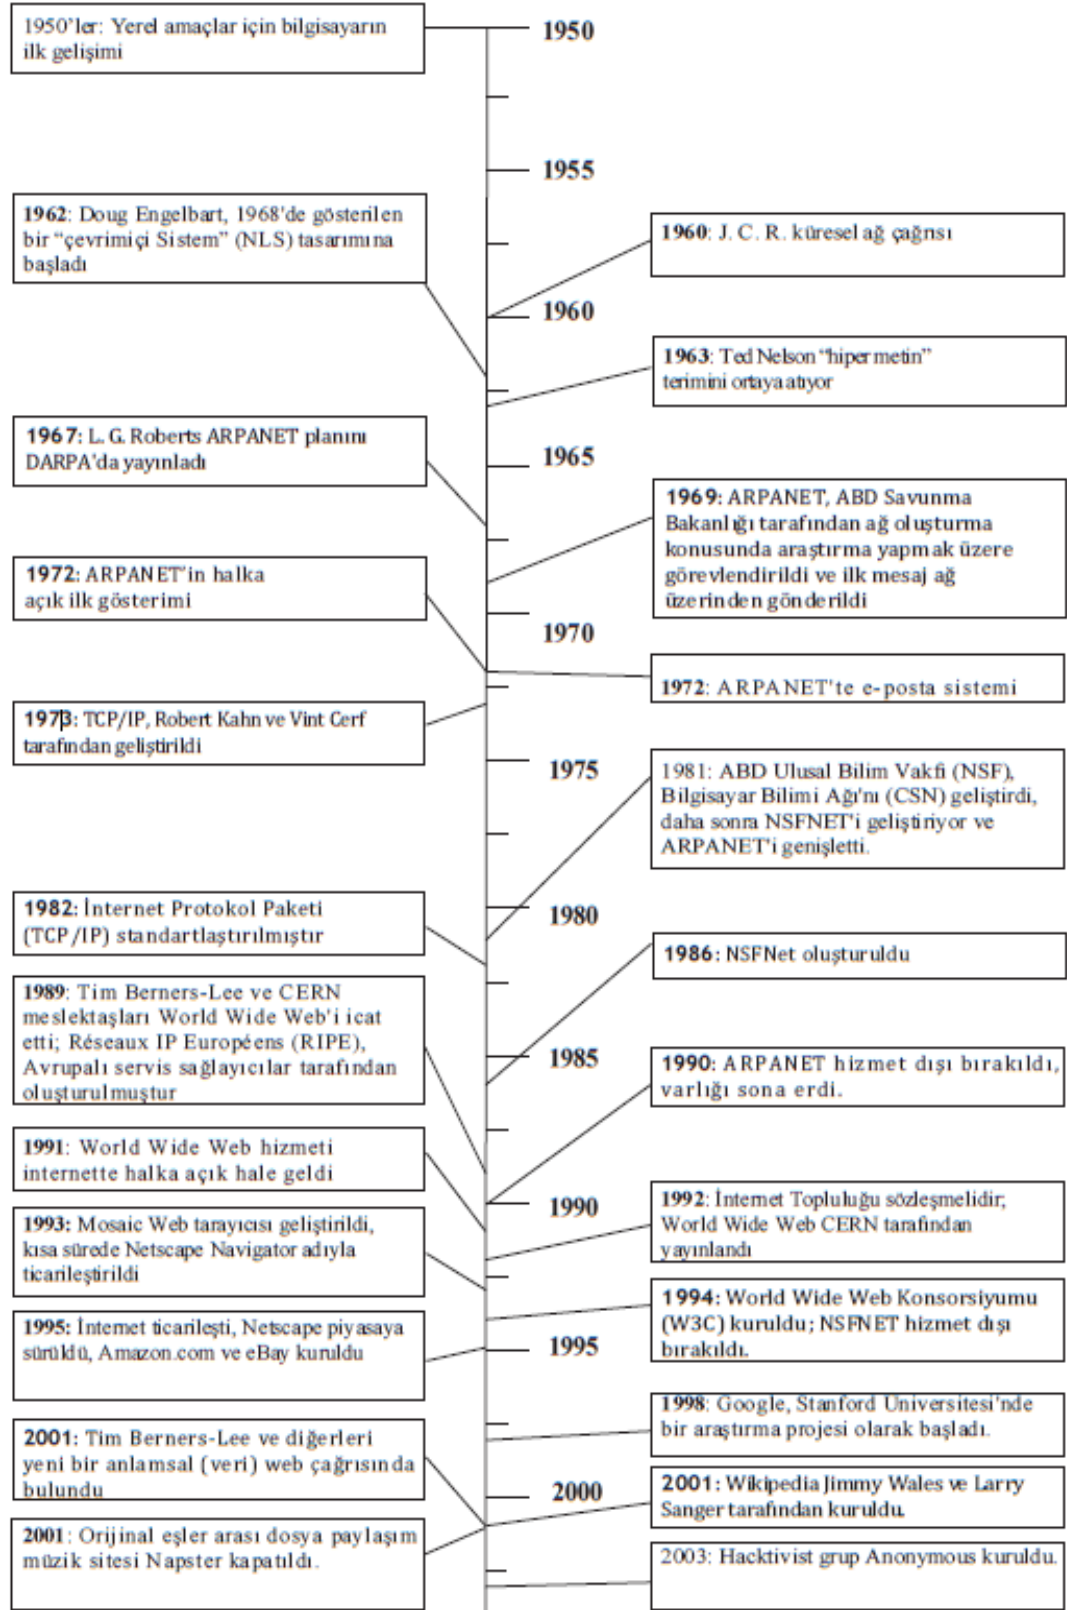 1950'ler: Yerel amaçlar için bilgisayarın
ilk gelişimi
1950
1955
1962: Doug Engelbart, 1968'de gösterilen
bir “çevrimiçi Sistem” (NLS) tasarımına
başladı
1960: J. C. R. küresel ağ çağrısı
1960
1963: Ted Nelson “hiper metin”
terimini ortaya atıyor
1967: L. G. Roberts ARPANET planını
DARPA'da yayınladı
1965
1969: ARPANET, ABD Savunma
Bakanlığı tarafından ağ oluşturma
konusunda araştırma yapmak üzere
görevlendirildi ve ilk mesaj ağ
üzerinden gönderildi
1972: ARPANET'in halka
açık ilk gösterimi
1970
1972: ARPANET'te e-posta sistemi
1973: TCP/IP, Robert Kahn ve Vint Cerf
tarafından geliştirildi
1975
1981: ABD Ulusal Bilim Vakfi (NSF),
Bilgisayar Bilimi Ağı'nı (CSN) geliştirdi,
daha sonra NSFNET'i geliştiriyor ve
ARPANET'i genişletti.
1982: İnternet Protokol Paketi
(TCP/IP) standartlaştırılmıştır
1980
1986: NSFNet oluşturuldu
1989: Tim Berners-Lee ve CERN
meslektaşları World Wide Web'i icat
etti; Réseaux IP Européens (RIPE),
Avrupalı servis sağlayıcılar tarafından
oluşturulmuştur
1985
1990: ARPANET hizmet dışı bırakıldı,
varlığı sona erdi.
1991: World Wide Web hizmeti
internette halka açık hale geldi
1990
1992: İnternet Topluluğu sözleşmelidir;
World Wide Web CERN tarafından
yayınlandı
1993: Mosaic Web tarayıcısı geliştirildi,
kısa sürede Netscape Navigator adıyla
ticarileştirildi
1994: World Wide Web Konsorsiyumu
(W3C) kuruldu; NSFNET hizmet dışı
bırakıldı.
1995: İnternet ticarileşti, Netscape piyasaya
sürüldü, Amazon.com ve eBay kuruldu
1995
1998: Google, Stanford Üniversitesi'nde
bir araştırma projesi olarak başladı.
2001: Tim Berners-Lee ve diğerleri
yeni bir anlamsal (veri) web çağrısında
bulundu
2000
2001: Wikipedia Jimmy Wales ve Larry
Sanger tarafından kuruldu.
2001: Orijinal eşler arası dosya paylaşım
müzik sitesi Napster kapatıldı.
2003: Hacktivist grup Anonymous kuruldu.